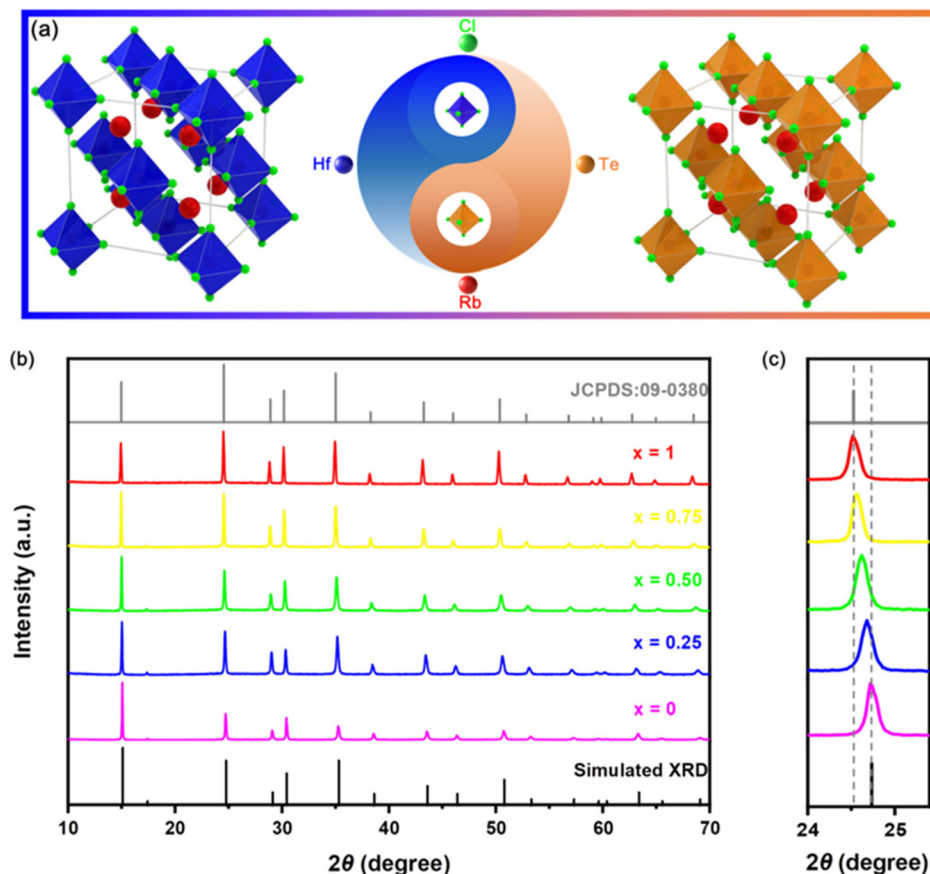 (a)
Cl
Hf
Te
Rb
(b)
JCPDS:09-0380
x = 1
x = 0.75
x = 0.50
x = 0.25
x = 0
Simulated XRD
Intensity (a.u.)
10 20 30 40 50 60 70
2θ (degree)
(c)
24 25
2θ (degree)